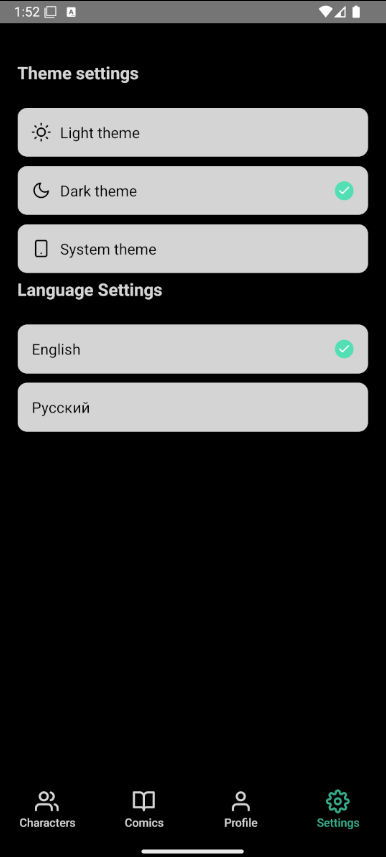 1:52
Theme settings
Light theme
Dark theme
System theme
Language Settings
English
Русский
Characters
Comics
Profile
Settings